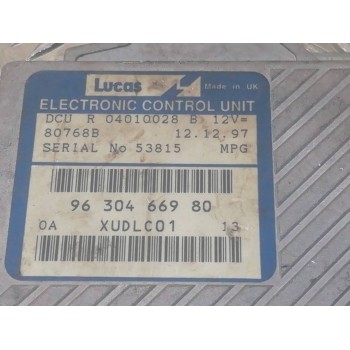 Lucas Made in UK
ELECTRONIC CONTROL UNIT
DCU R 04010028 B 12V=
80768B 12.12.97
SERIAL No 53815 MPG
96 304 669 80
0A XUDLC01 13